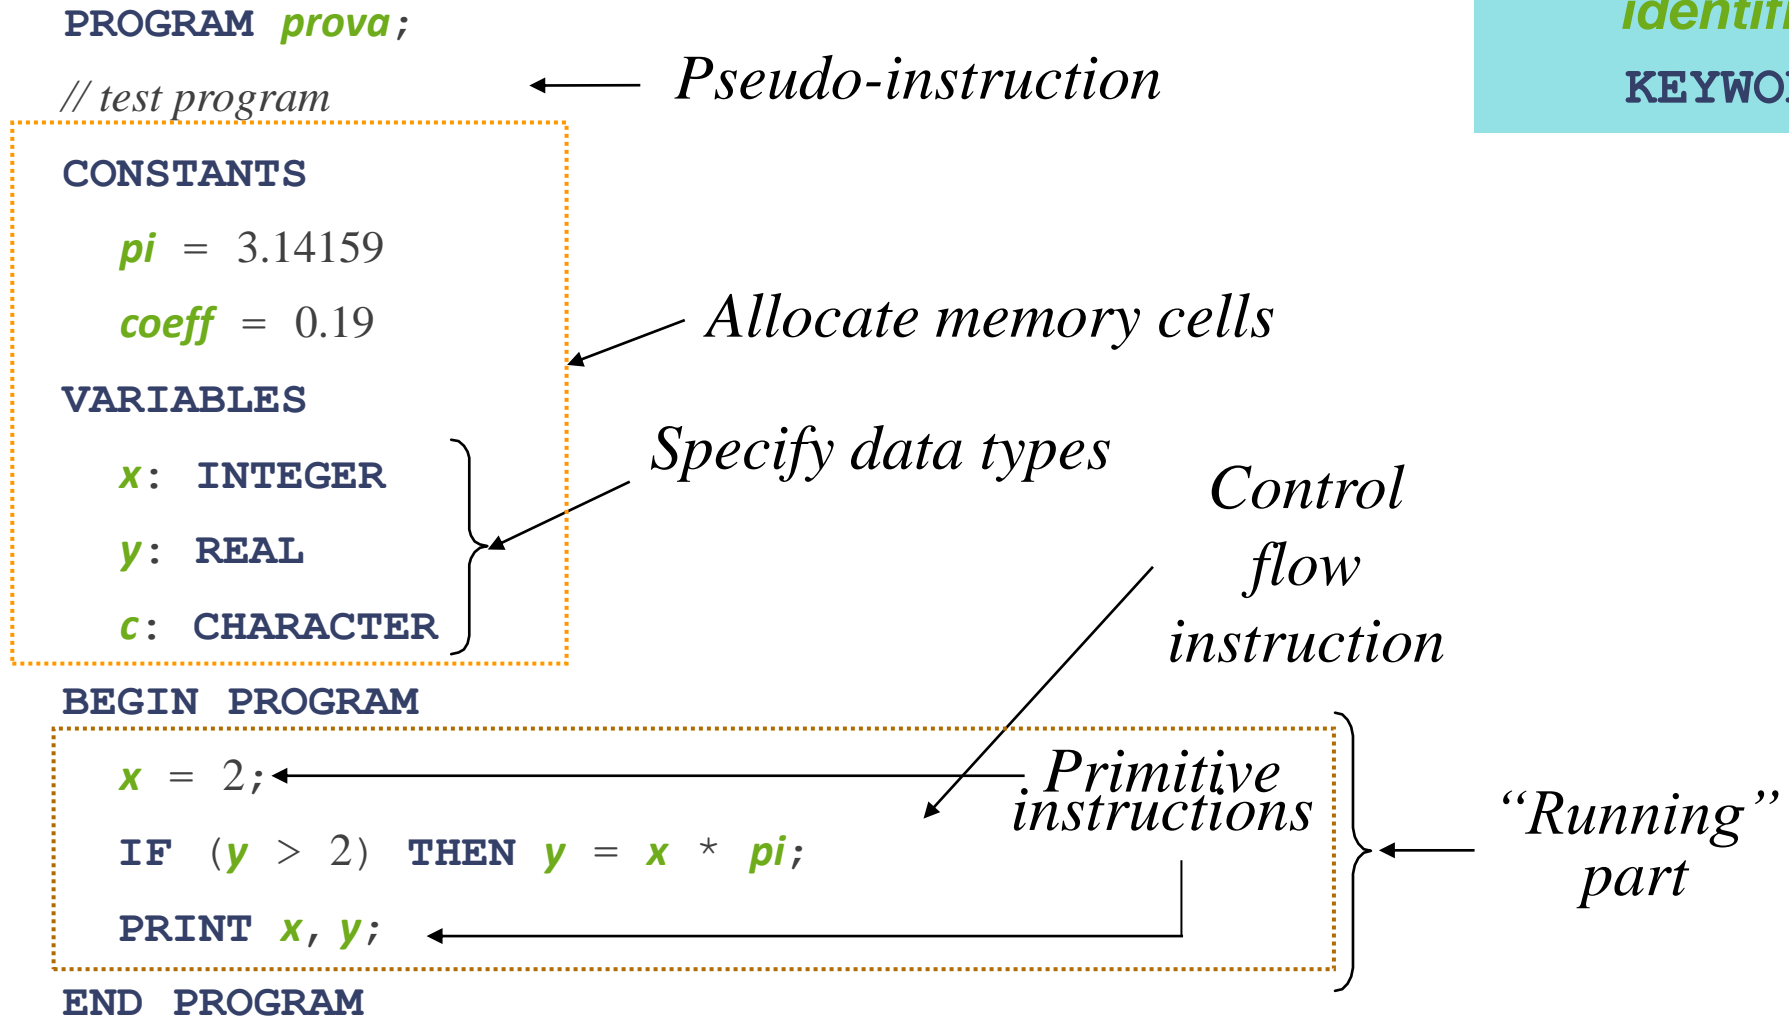 PROGRAM prova;
// test program
Pseudo-instruction
CONSTANTS
pi = 3.14159
coeff = 0.19
Allocate memory cells
VARIABLES
x: INTEGER
y: REAL
c: CHARACTER
Specify data types
Control
flow
instruction
BEGIN PROGRAM
x = 2;
IF (y > 2) THEN y = x * pi;
PRINT x, y;
Primitive
instructions
“Running”
part
END PROGRAM